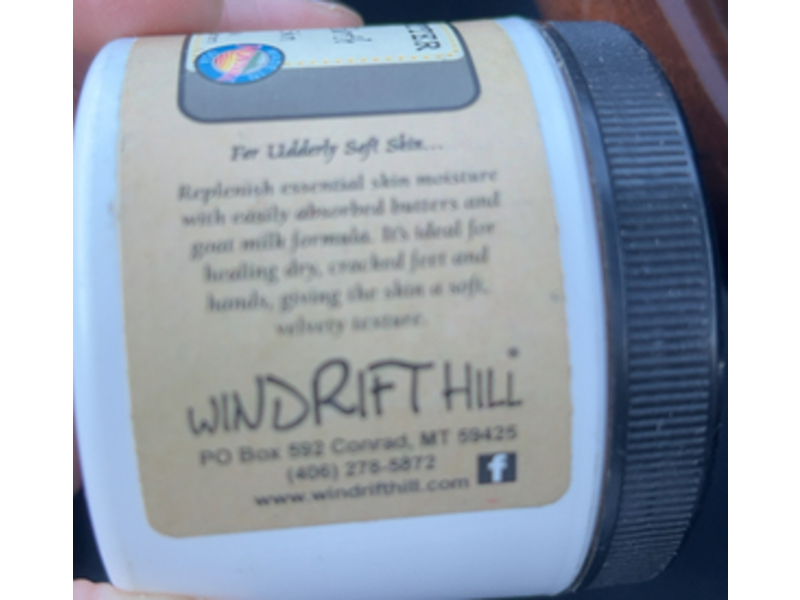 For Udderly Soft Skin...
Replenish essential skin moisture
with easily absorbed butters and
goat milk formula. It's ideal for
healing dry, cracked feet and
hands, giving the skin a soft,
velvety texture.
WINDRIFT HILL
PO Box 592 Conrad, MT 59425
(406) 278-5872
www.windrifthill.com
f